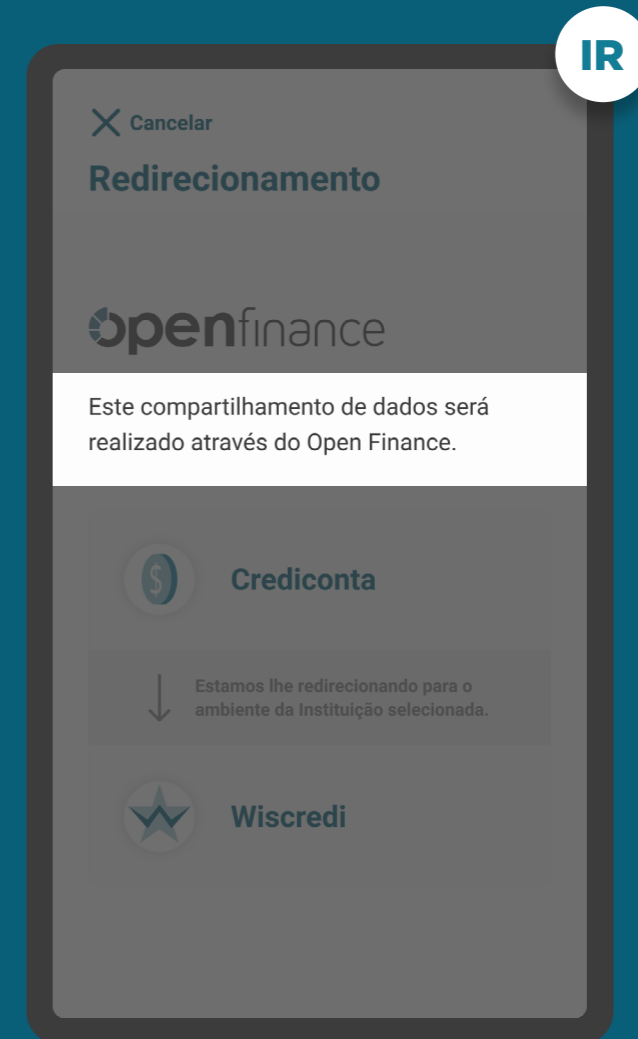 IR
Cancelar
Redirecionamento
openfinance
Este compartilhamento de dados será
realizado através do Open Finance.
Crediconta
Estamos lhe redirecionando para o
ambiente da Instituição selecionada.
Wiscredi